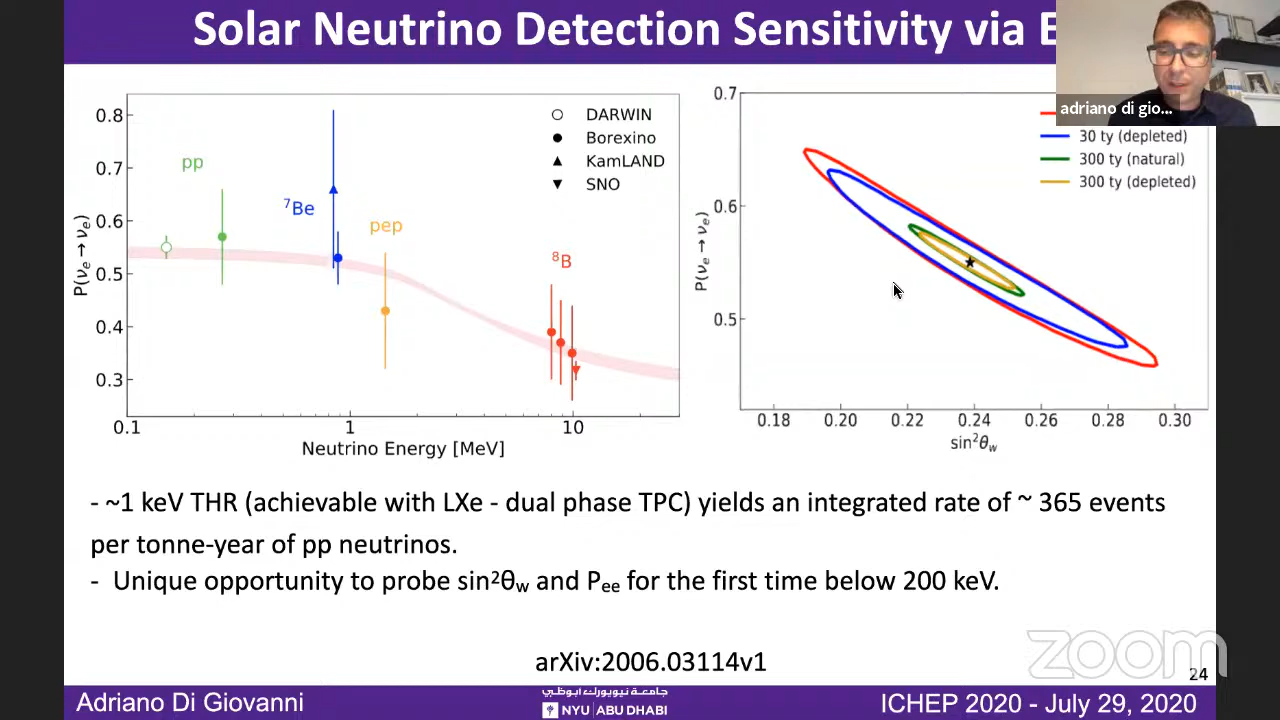 Solar Neutrino Detection Sensitivity via
adriano di gio...
0.8
0.7
0.6
0.5
0.4
0.3
P(νₑ → νₑ)
0.1
1
10
Neutrino Energy [MeV]
pp
⁷Be
pep
⁸B
DARWIN
Borexino
KamLAND
SNO
0.7
0.6
0.5
P(νₑ → νₑ)
0.18
0.20
0.22
0.24
0.26
0.28
0.30
sin²θ_w
30 ty (depleted)
300 ty (natural)
300 ty (depleted)
- ~1 keV THR (achievable with LXe - dual phase TPC) yields an integrated rate of ~ 365 events
per tonne-year of pp neutrinos.
- Unique opportunity to probe sin²θ_w and Pₑₑ for the first time below 200 keV.
arXiv:2006.03114v1
zoom
24
Adriano Di Giovanni
جامعة نيويورك أبوظبي
NYU | ABU DHABI
ICHEP 2020 - July 29, 2020